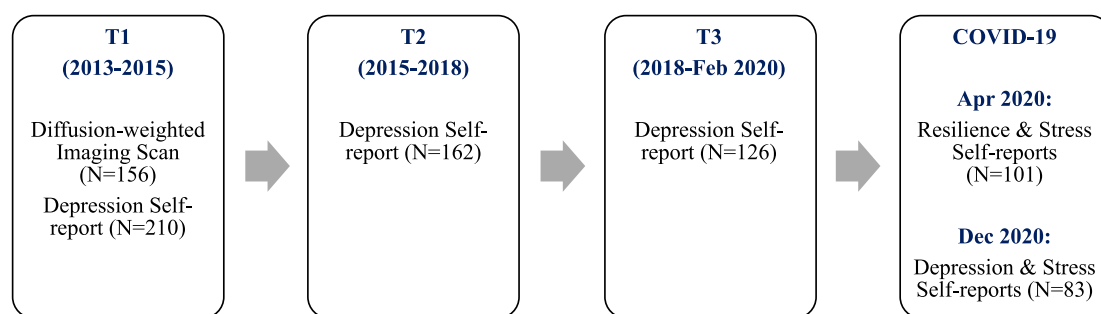 T1
(2013-2015)
Diffusion-weighted
Imaging Scan
(N=156)
Depression Self-
report (N=210)
T2
(2015-2018)
Depression Self-
report (N=162)
T3
(2018-Feb 2020)
Depression Self-
report (N=126)
COVID-19
Apr 2020:
Resilience & Stress
Self-reports
(N=101)
Dec 2020:
Depression & Stress
Self-reports (N=83)